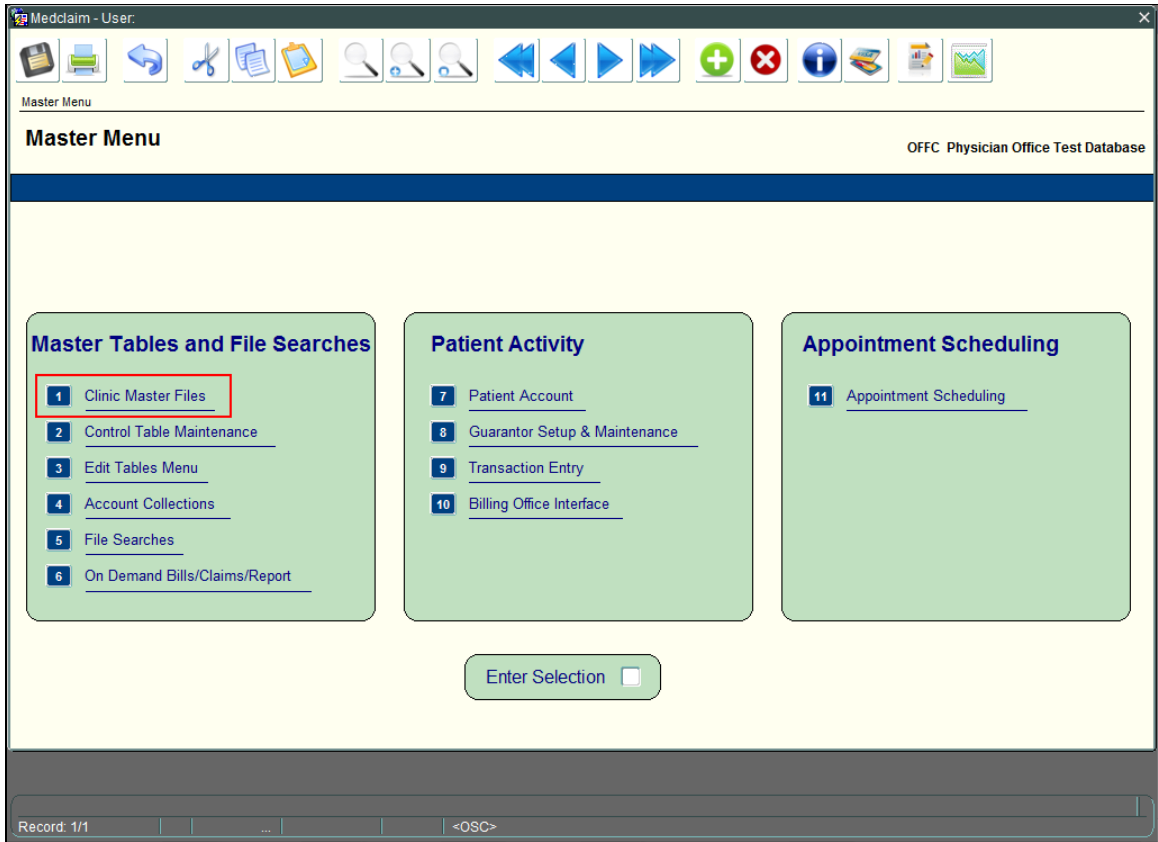 Medclaim - User:
Master Menu
Master Menu
OFFC Physician Office Test Database
Master Tables and File Searches
1 Clinic Master Files
2 Control Table Maintenance
3 Edit Tables Menu
4 Account Collections
5 File Searches
6 On Demand Bills/Claims/Report
Patient Activity
7 Patient Account
8 Guarantor Setup & Maintenance
9 Transaction Entry
10 Billing Office Interface
Appointment Scheduling
11 Appointment Scheduling
Enter Selection
Record: 1/1 ... <OSC>